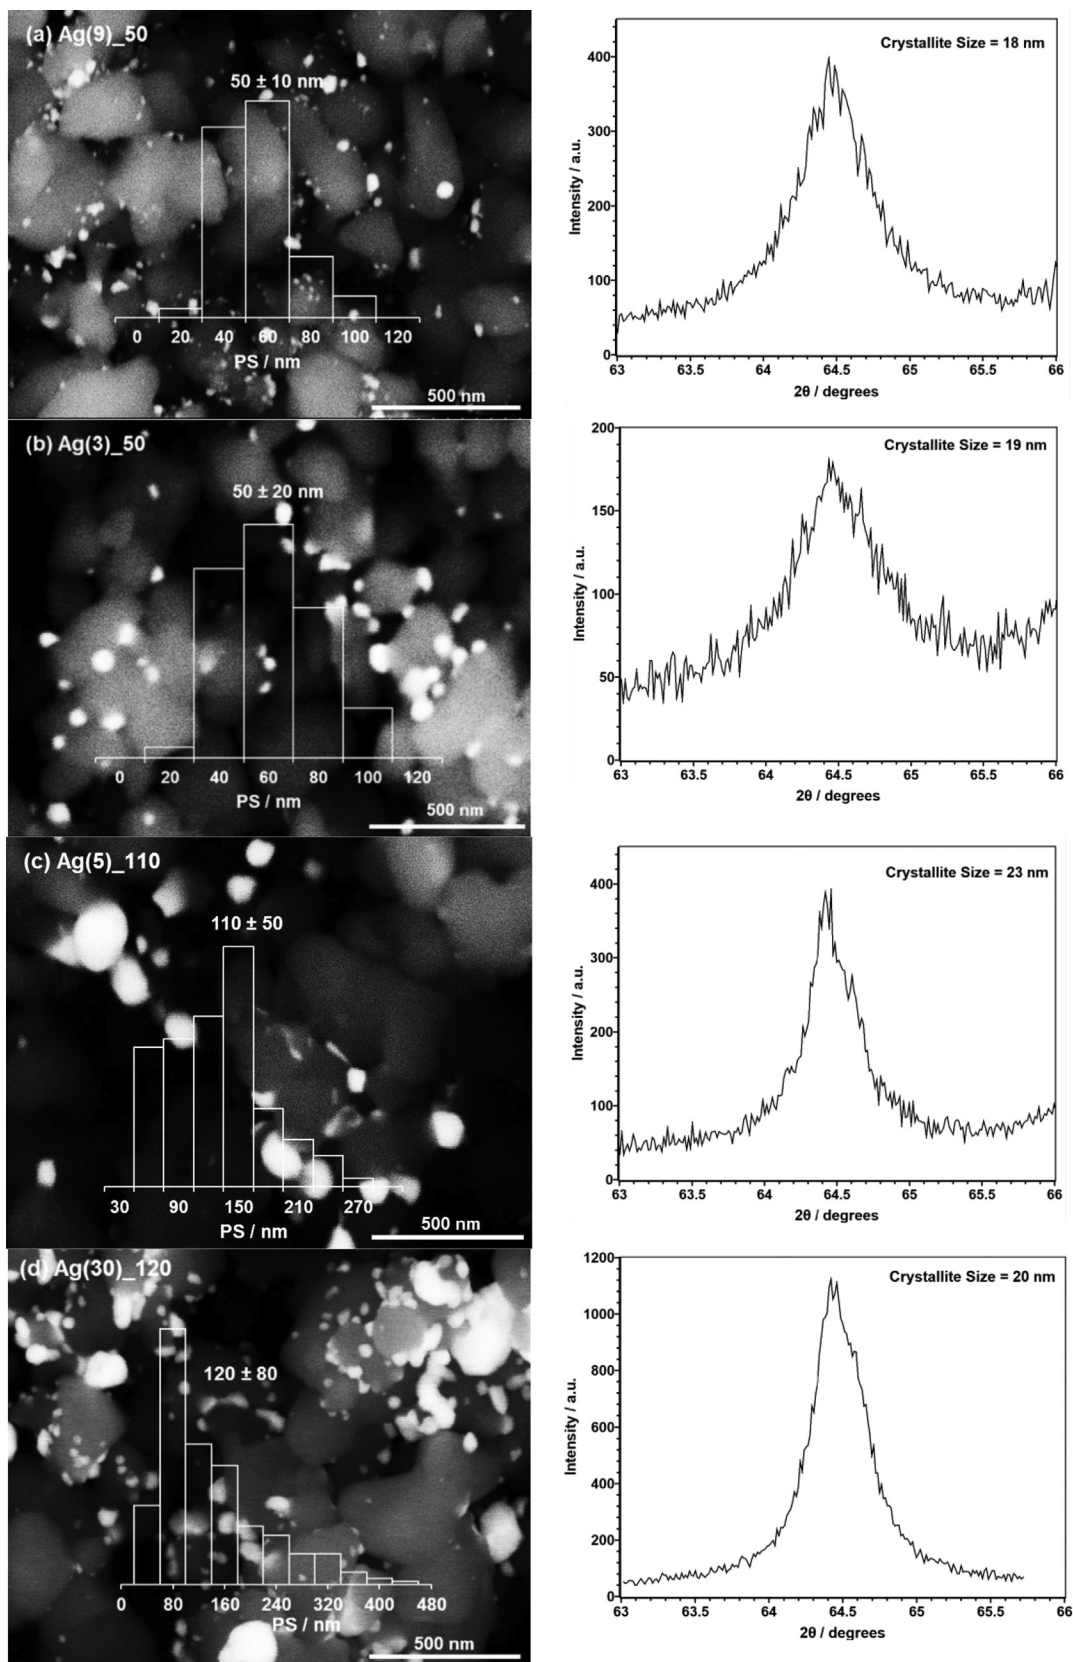 (a) Ag(9)_50
50 ± 10 nm
0 20 40 60 80 100 120
PS / nm
500 nm
Crystallite Size = 18 nm
400
300
200
100
0
Intensity / a.u.
63 63.5 64 64.5 65 65.5 66
2θ / degrees
(b) Ag(3)_50
50 ± 20 nm
0 20 40 60 80 100 120
PS / nm
500 nm
Crystallite Size = 19 nm
200
150
100
50
0
Intensity / a.u.
63 63.5 64 64.5 65 65.5 66
2θ / degrees
(c) Ag(5)_110
110 ± 50
30 90 150 210 270
PS / nm
500 nm
Crystallite Size = 23 nm
400
300
200
100
0
Intensity / a.u.
63 63.5 64 64.5 65 65.5 66
2θ / degrees
(d) Ag(30)_120
120 ± 80
0 80 160 240 320 400 480
PS / nm
500 nm
Crystallite Size = 20 nm
1200
1000
800
600
400
200
0
Intensity / a.u.
63 63.5 64 64.5 65 65.5 66
2θ / degrees